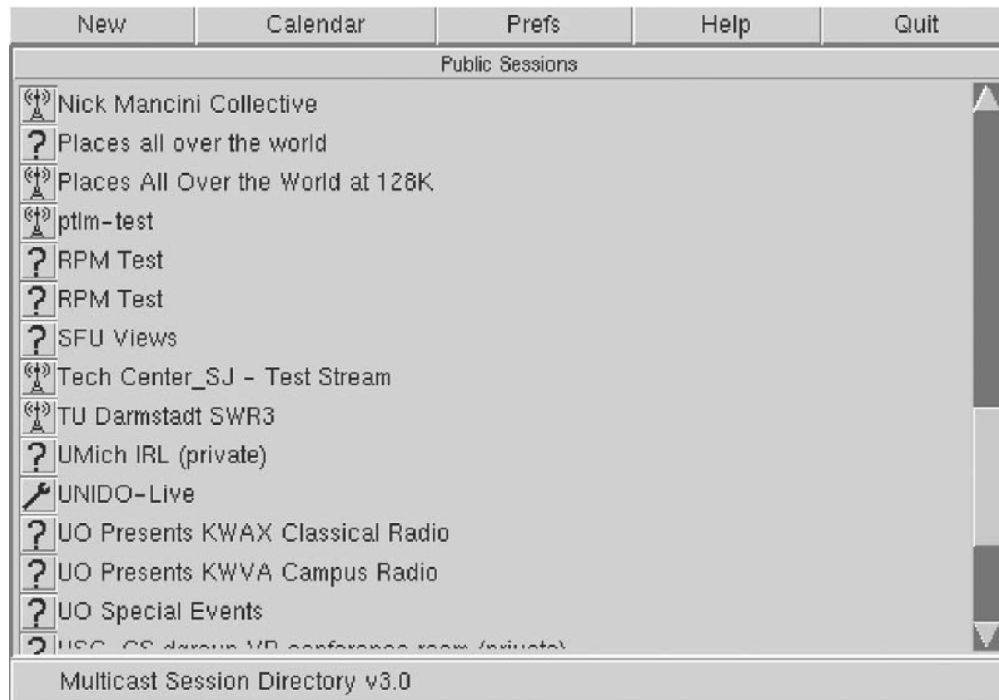 New Calendar Prefs Help Quit
Public Sessions
Nick Mancini Collective
? Places all over the world
Places All Over the World at 128K
ptlm-test
? RPM Test
? RPM Test
? SFU Views
Tech Center_SJ - Test Stream
TU Darmstadt SWR3
? UMich IRL (private)
UNIDO-Live
? UO Presents KWAX Classical Radio
? UO Presents KWVA Campus Radio
? UO Special Events
? conference room (private)
Multicast Session Directory v3.0